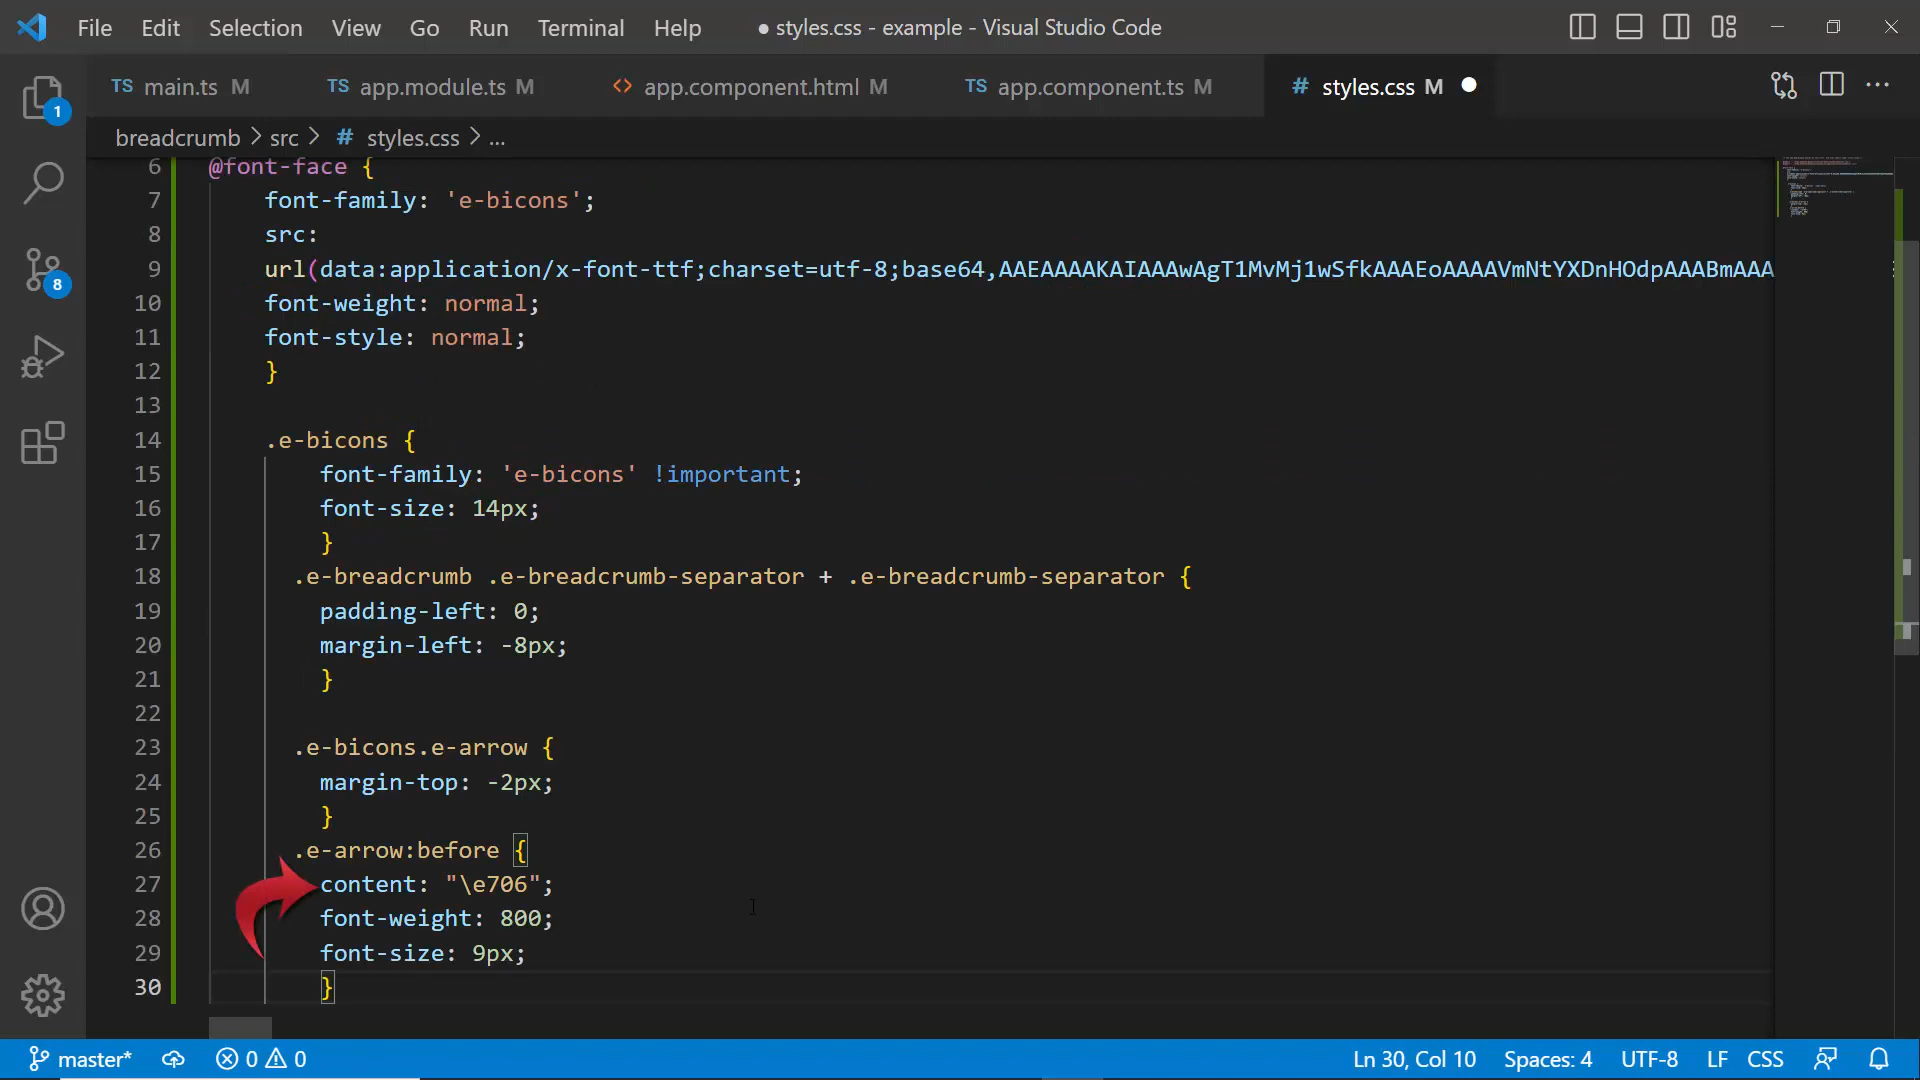 File Edit Selection View Go Run Terminal Help ● styles.css - example - Visual Studio Code
TS main.ts M TS app.module.ts M <> app.component.html M TS app.component.ts M # styles.css M ●
1
breadcrumb > src > # styles.css > ...
6 @font-face {
7 font-family: 'e-bicons';
8 src:
9 url(data:application/x-font-ttf;charset=utf-8;base64,AAEAAAAKAIAAAwAgT1MvMj1wSfkAAAEoAAAAVmNtYXDnHOdpAAABmAAA
8
10 font-weight: normal;
11 font-style: normal;
12 }
13
14 .e-bicons {
15 font-family: 'e-bicons' !important;
16 font-size: 14px;
17 }
18 .e-breadcrumb .e-breadcrumb-separator + .e-breadcrumb-separator {
19 padding-left: 0;
20 margin-left: -8px;
21 }
22
23 .e-bicons.e-arrow {
24 margin-top: -2px;
25 }
26 .e-arrow:before {
27 content: "\e706";
28 font-weight: 800;
29 font-size: 9px;
30 }
master* 0 0 Ln 30, Col 10 Spaces: 4 UTF-8 LF CSS